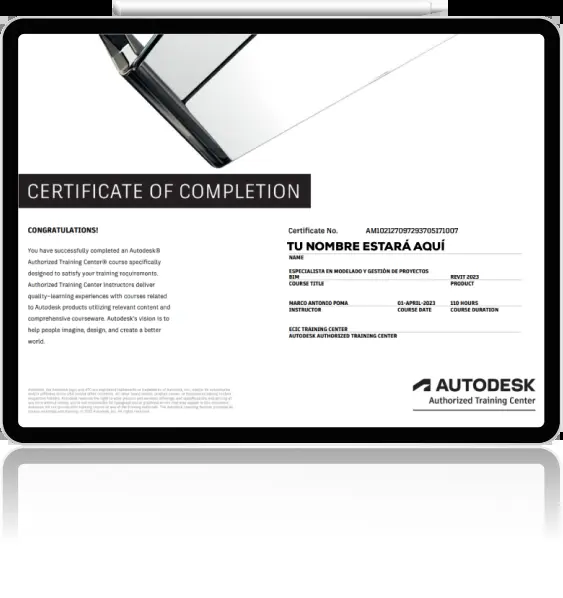 CERTIFICATE OF COMPLETION
CONGRATULATIONS!
You have successfully completed an Autodesk®
Authorized Training Center® course specifically
designed to satisfy your training requirements.
Authorized Training Center instructors deliver
quality-learning experiences with courses related
to Autodesk products utilizing relevant content and
comprehensive courseware. Autodesk's vision is to
help people imagine, design, and create a better
world.
Certificate No. AM102127097293705171007
TU NOMBRE ESTARÁ AQUÍ
NAME
ESPECIALISTA EN MODELADO Y GESTIÓN DE PROYECTOS
BIM REVIT 2023
COURSE TITLE PRODUCT
MARCO ANTONIO POMA 01-APRIL-2023 110 HOURS
INSTRUCTOR COURSE DATE COURSE DURATION
ECIC TRAINING CENTER
AUTODESK AUTHORIZED TRAINING CENTER
AUTODESK
Authorized Training Center